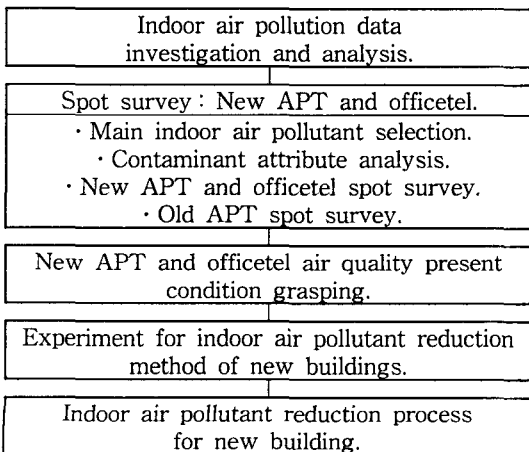 Indoor air pollution data
investigation and analysis.
Spot survey : New APT and officetel.
· Main indoor air pollutant selection.
· Contaminant attribute analysis.
· New APT and officetel spot survey.
· Old APT spot survey.
New APT and officetel air quality present
condition grasping.
Experiment for indoor air pollutant reduction
method of new buildings.
Indoor air pollutant reduction process
for new building.